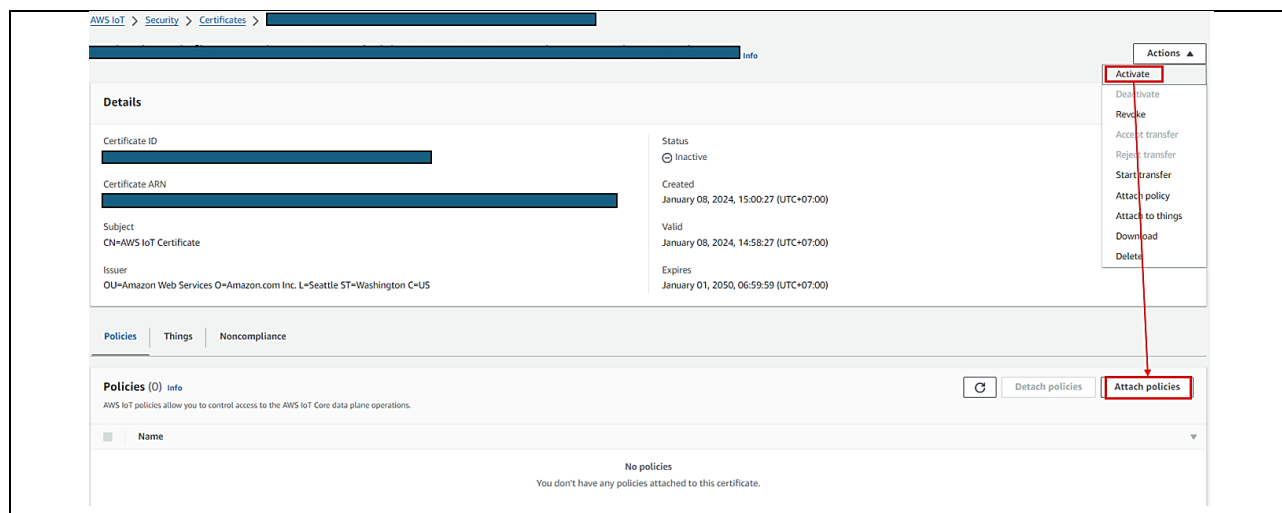 AWS IoT > Security > Certificates >
Info
Actions ▲
Activate
Deactivate
Revoke
Accept transfer
Reject transfer
Start transfer
Attach policy
Attach to things
Download
Delete
Details
Certificate ID
Certificate ARN
Subject
CN=AWS IoT Certificate
Issuer
OU=Amazon Web Services O=Amazon.com Inc. L=Seattle ST=Washington C=US
Status
Inactive
Created
January 08, 2024, 15:00:27 (UTC+07:00)
Valid
January 08, 2024, 14:58:27 (UTC+07:00)
Expires
January 01, 2050, 06:59:59 (UTC+07:00)
Policies
Things
Noncompliance
Policies (0) Info
AWS IoT policies allow you to control access to the AWS IoT Core data plane operations.
Detach policies
Attach policies
Name
No policies
You don't have any policies attached to this certificate.